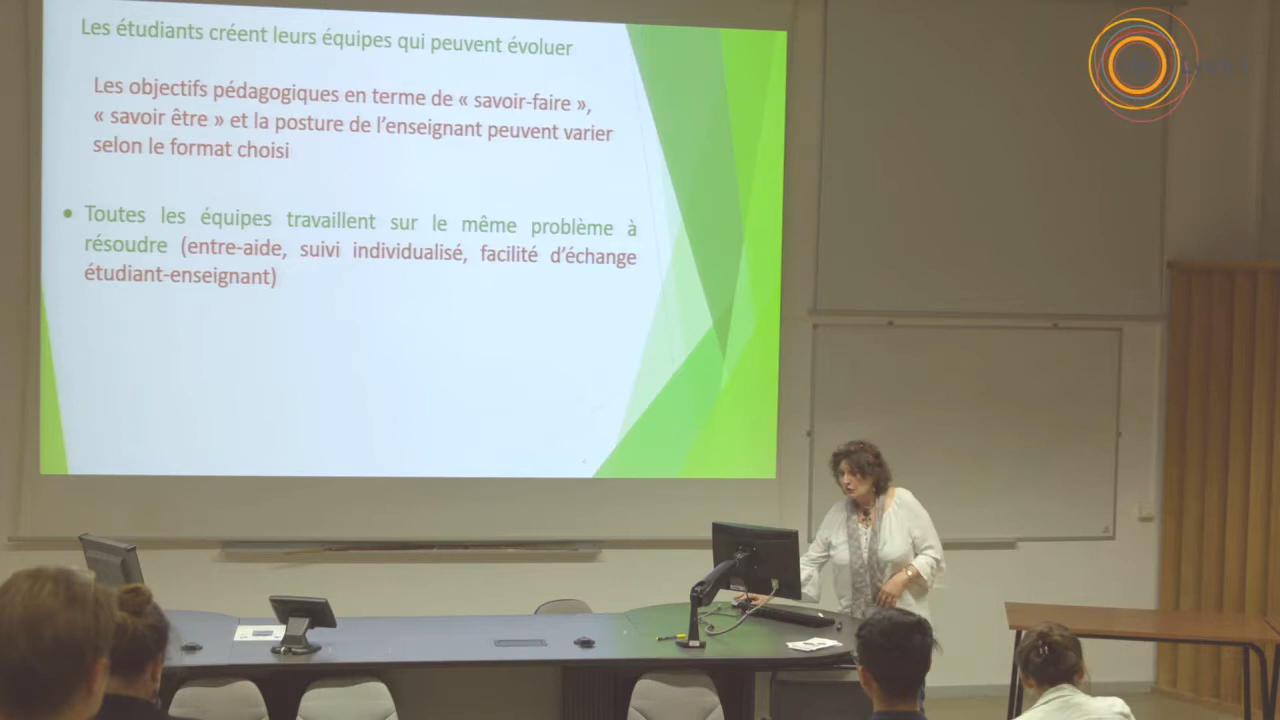 Les étudiants créent leurs équipes qui peuvent évoluer
Les objectifs pédagogiques en terme de « savoir-faire »,
« savoir être » et la posture de l'enseignant peuvent varier
selon le format choisi
• Toutes les équipes travaillent sur le même problème à
résoudre (entre-aide, suivi individualisé, facilité d'échange
étudiant-enseignant)